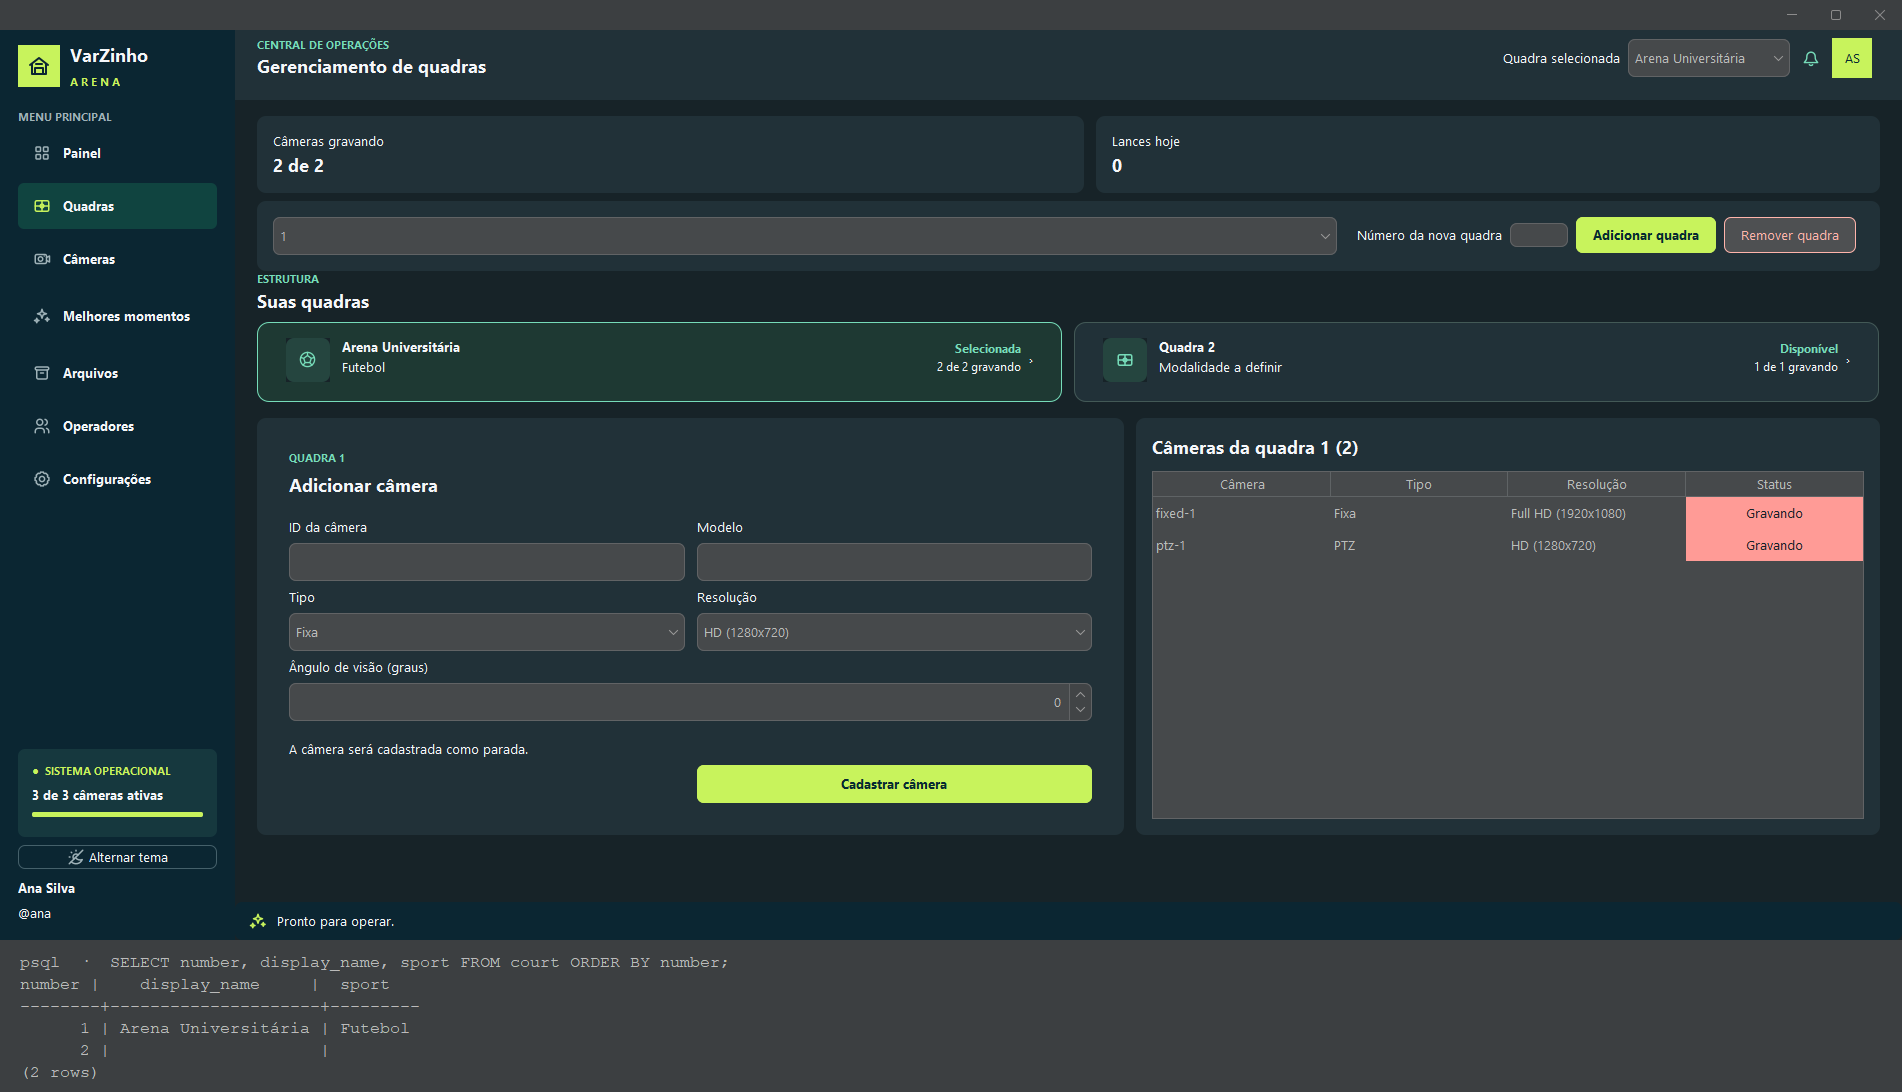 VarZinho
ARENA
MENU PRINCIPAL
Painel
Quadras
Câmeras
Melhores momentos
Arquivos
Operadores
Configurações
● SISTEMA OPERACIONAL
3 de 3 câmeras ativas
Alternar tema
Ana Silva
@ana
CENTRAL DE OPERAÇÕES
Gerenciamento de quadras
Quadra selecionada
Arena Universitária
AS
Câmeras gravando
2 de 2
Lances hoje
0
1
Número da nova quadra
Adicionar quadra
Remover quadra
ESTRUTURA
Suas quadras
Arena Universitária
Futebol
Selecionada
2 de 2 gravando ›
Quadra 2
Modalidade a definir
Disponível
1 de 1 gravando ›
QUADRA 1
Adicionar câmera
ID da câmera
Modelo
Tipo
Resolução
Fixa
HD (1280x720)
Ângulo de visão (graus)
0
A câmera será cadastrada como parada.
Cadastrar câmera
Câmeras da quadra 1 (2)
Câmera Tipo Resolução Status
fixed-1 Fixa Full HD (1920x1080) Gravando
ptz-1 PTZ HD (1280x720) Gravando
Pronto para operar.
psql · SELECT number, display_name, sport FROM court ORDER BY number;
number | display_name | sport
--------+---------------------+---------
1 | Arena Universitária | Futebol
2 | |
(2 rows)